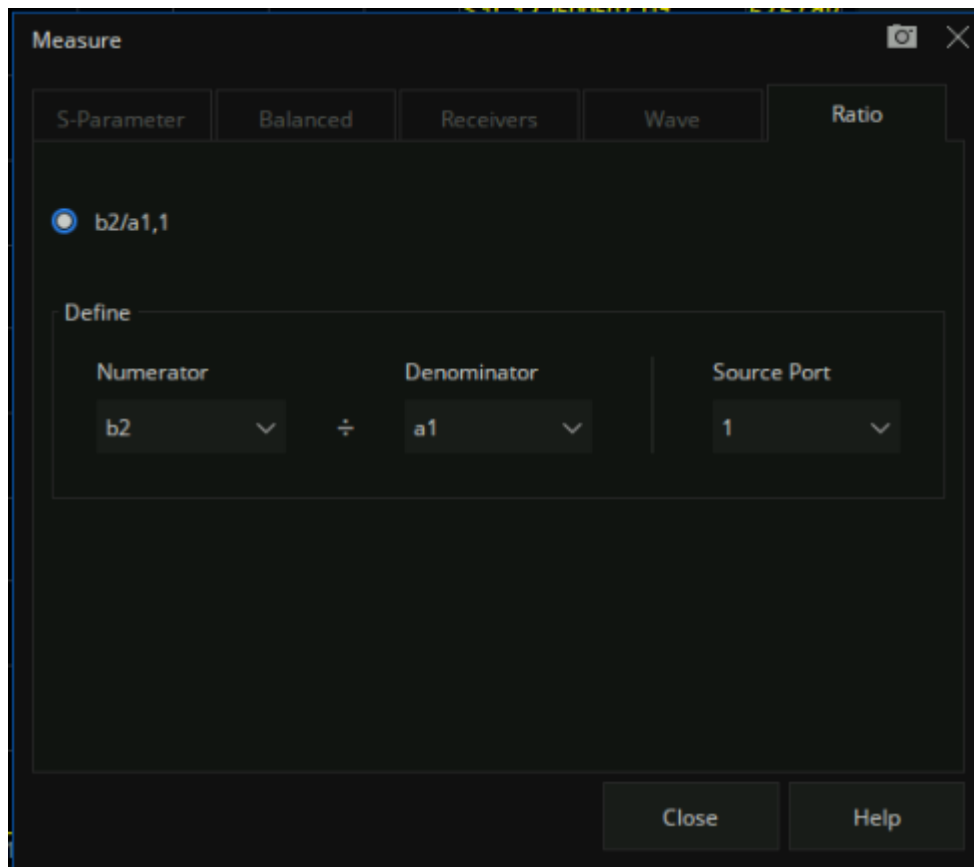 Measure
S-Parameter Balanced Receivers Wave Ratio
b2/a1,1
Define
Numerator Denominator Source Port
b2 ÷ a1 1
Close Help